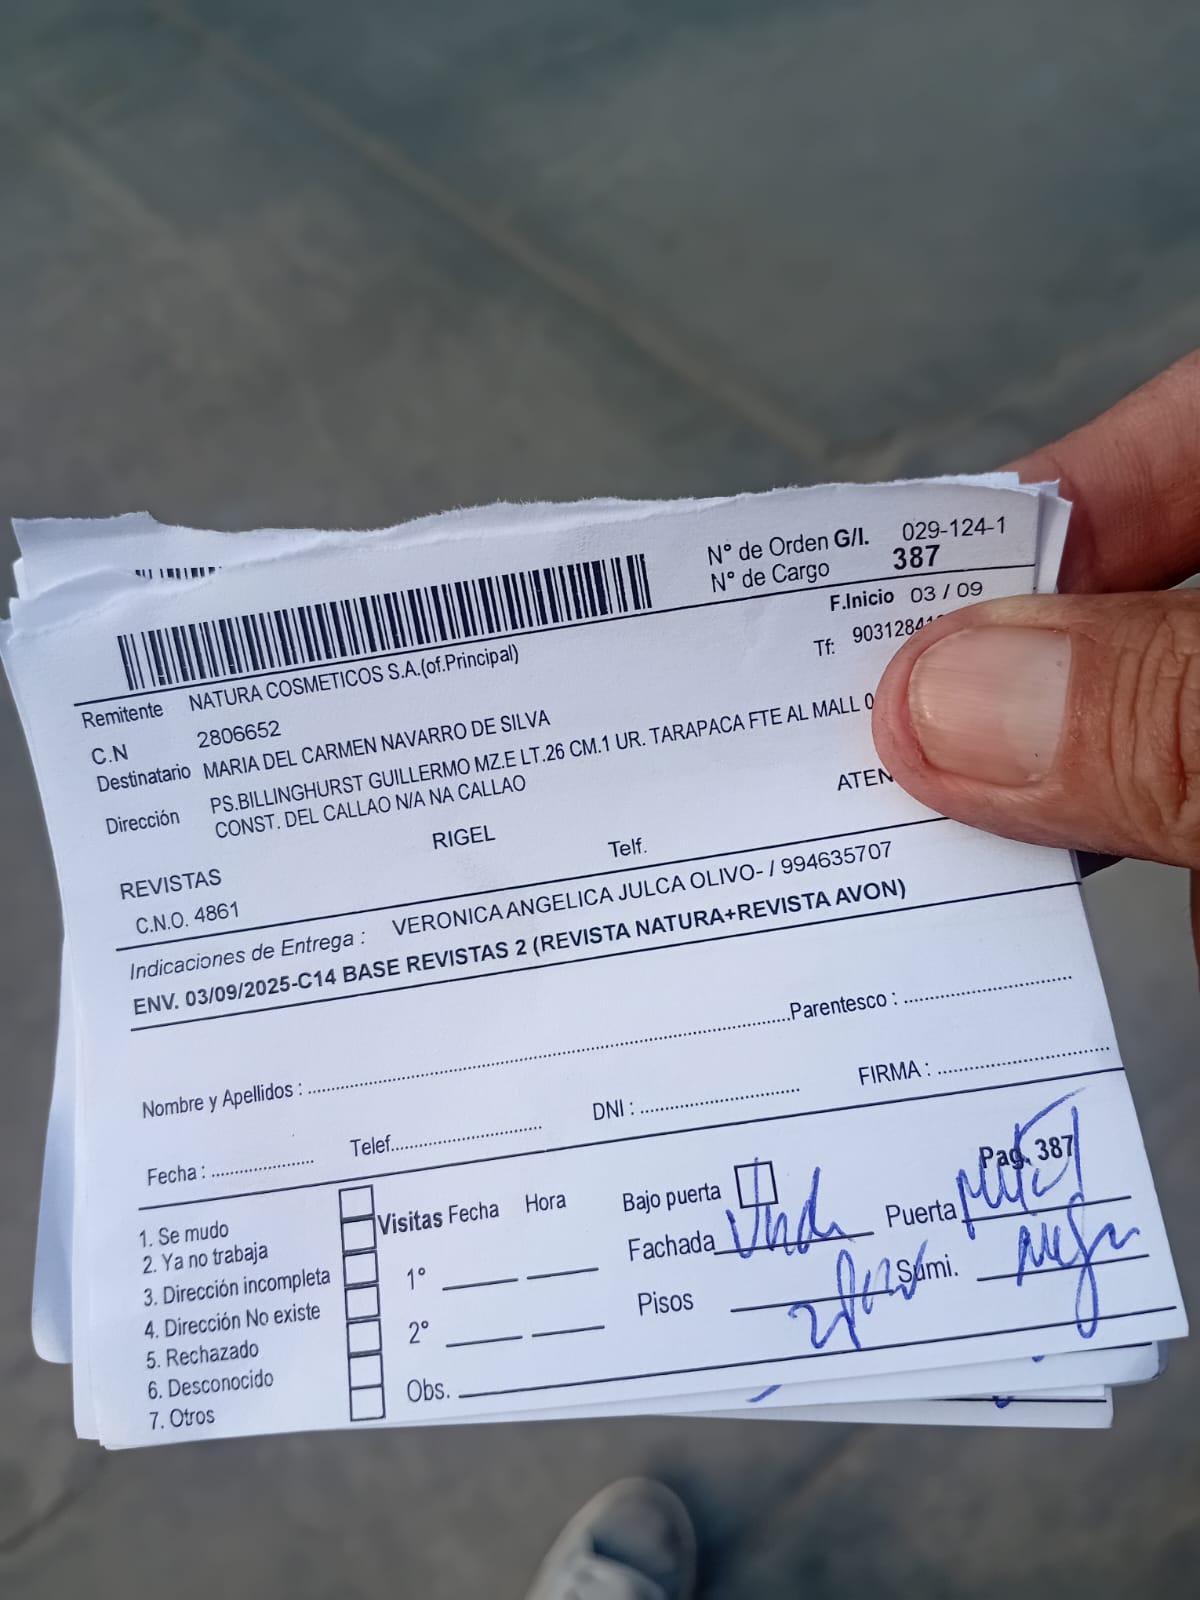 N° de Orden G/I. 029-124-1
N° de Cargo 387
F.Inicio 03 / 09
Tf: 9031284
Remitente NATURA COSMETICOS S.A.(of.Principal)
C.N 2806652
Destinatario MARIA DEL CARMEN NAVARRO DE SILVA
Dirección PS.BILLINGHURST GUILLERMO MZ.E LT.26 CM.1 UR. TARAPACA FTE AL MALL
CONST. DEL CALLAO N/A NA CALLAO
ATEN
REVISTAS RIGEL
C.N.O. 4861 Telf.
Indicaciones de Entrega : VERONICA ANGELICA JULCA OLIVO- / 994635707
ENV. 03/09/2025-C14 BASE REVISTAS 2 (REVISTA NATURA+REVISTA AVON)
Nombre y Apellidos : Parentesco :
Fecha : Telef. DNI : FIRMA :
Pag. 387
1. Se mudo
2. Ya no trabaja
3. Dirección incompleta
4. Dirección No existe
5. Rechazado
6. Desconocido
7. Otros
Visitas Fecha Hora
1°
2°
Obs.
Bajo puerta
Fachada Puerta
Pisos Sumi.